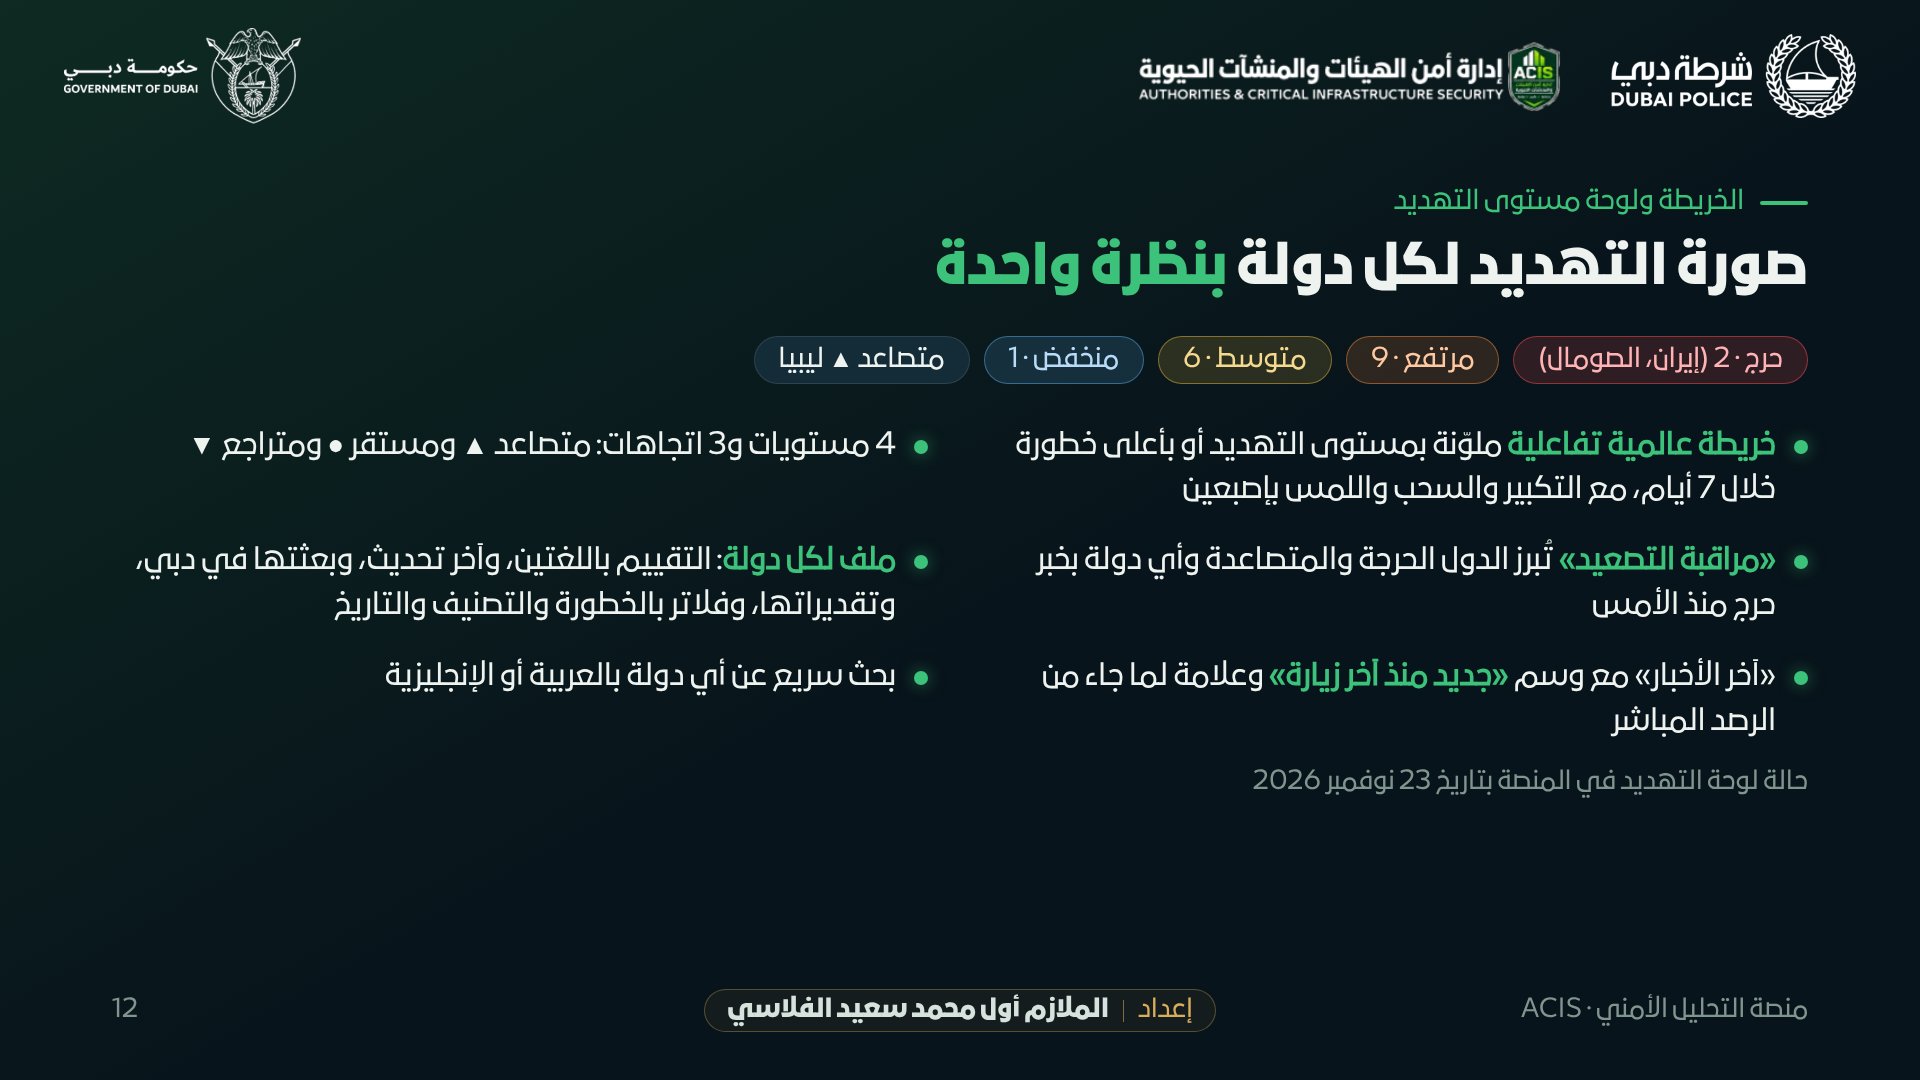 شرطة دبي
DUBAI POLICE
إدارة أمن الهيئات والمنشآت الحيوية
AUTHORITIES & CRITICAL INFRASTRUCTURE SECURITY
ACIS
حكومـــة دبـــي
GOVERNMENT OF DUBAI
الخريطة ولوحة مستوى التهديد
صورة التهديد لكل دولة بنظرة واحدة
حرج · 2 (إيران، الصومال)
مرتفع · 9
متوسط · 6
منخفض · 1
متصاعد ▲ ليبيا
خريطة عالمية تفاعلية ملوّنة بمستوى التهديد أو بأعلى خطورة
خلال 7 أيام، مع التكبير والسحب واللمس بإصبعين
4 مستويات و3 اتجاهات: متصاعد ▲ ومستقر ● ومتراجع ▼
«مراقبة التصعيد» تُبرز الدول الحرجة والمتصاعدة وأي دولة بخبر
حرج منذ الأمس
ملف لكل دولة: التقييم باللغتين، وآخر تحديث، وبعثتها في دبي،
وتقديراتها، وفلاتر بالخطورة والتصنيف والتاريخ
«آخر الأخبار» مع وسم «جديد منذ آخر زيارة» وعلامة لما جاء من
الرصد المباشر
بحث سريع عن أي دولة بالعربية أو الإنجليزية
حالة لوحة التهديد في المنصة بتاريخ 23 نوفمبر 2026
منصة التحليل الأمني · ACIS
إعداد | الملازم أول محمد سعيد الفلاسي
12